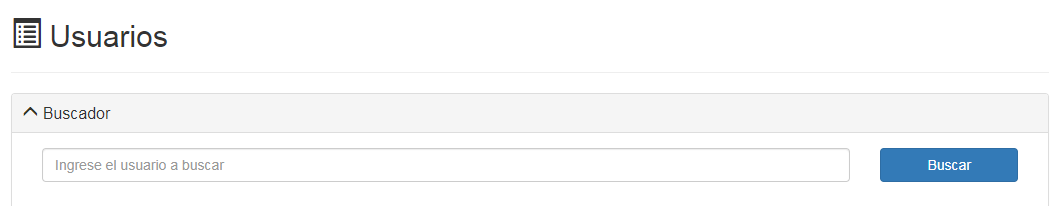 Usuarios
Buscador
Ingrese el usuario a buscar
Buscar